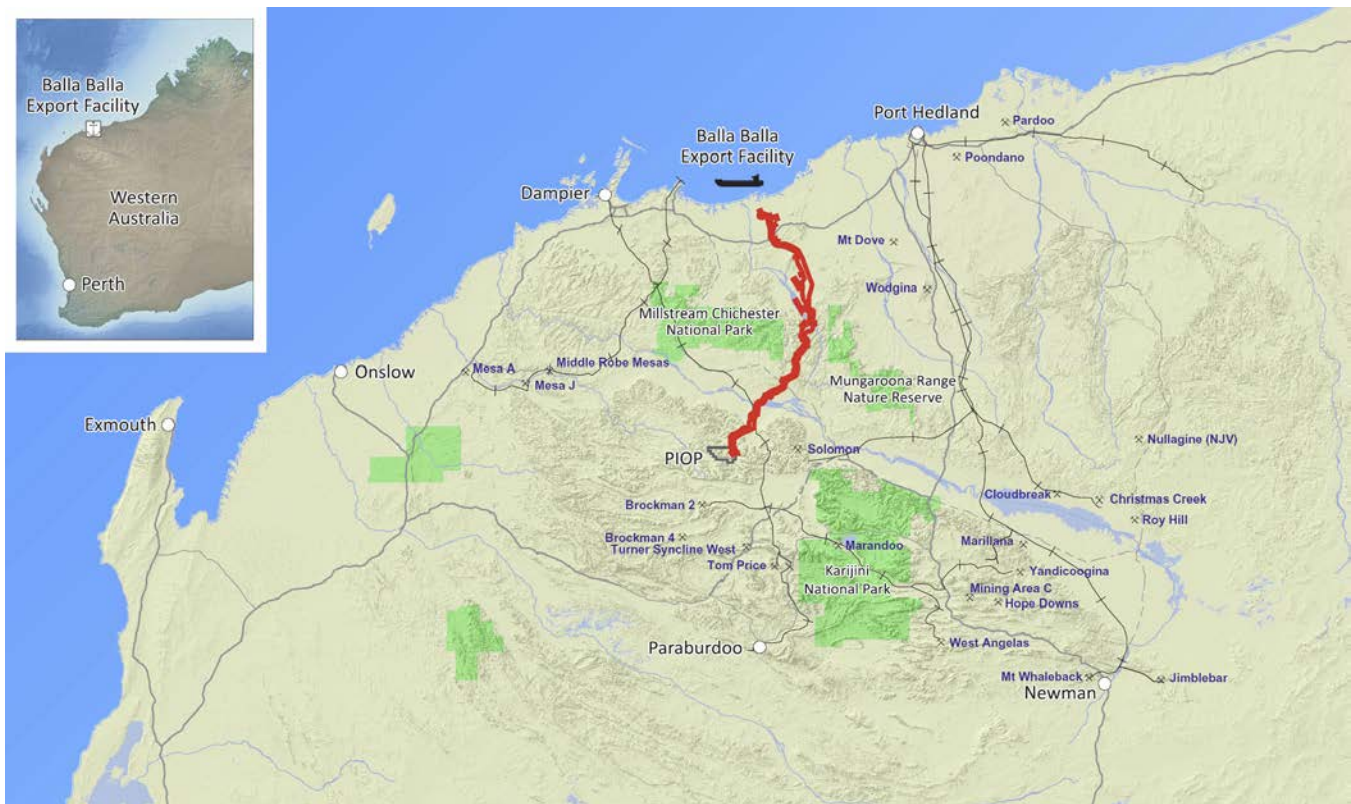 Balla Balla
Export Facility
Western
Australia
Perth
Port Hedland
Pardoo
Balla Balla
Export Facility
Poondano
Dampier
Mt Dove
Wodgina
Millstream Chichester
National Park
Onslow
Mesa A
Middle Robe Mesas
Mesa J
Mungaroona Range
Nature Reserve
Exmouth
PIOP
Solomon
Nullagine (NJV)
Cloudbreak
Christmas Creek
Brockman 2
Roy Hill
Brockman 4
Turner Syncline West
Marandoo
Marillana
Tom Price
Karijini
National Park
Yandicoogina
Mining Area C
Hope Downs
Paraburdoo
West Angelas
Mt Whaleback
Jimblebar
Newman